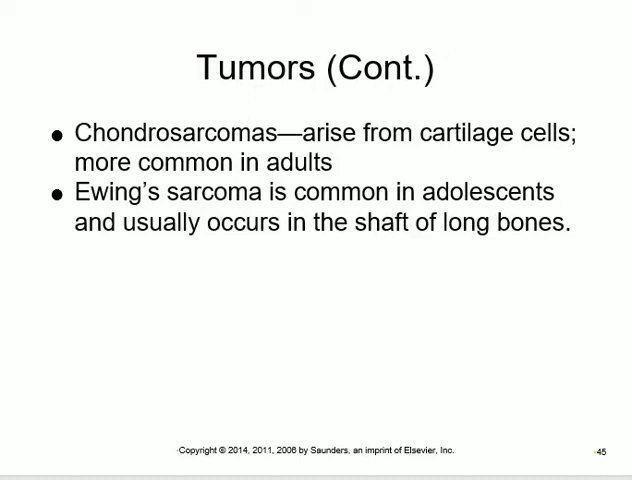 Tumors (Cont.)
● Chondrosarcomas—arise from cartilage cells;
more common in adults
● Ewing’s sarcoma is common in adolescents
and usually occurs in the shaft of long bones.
•Copyright © 2014, 2011, 2006 by Saunders, an imprint of Elsevier, Inc.
•45